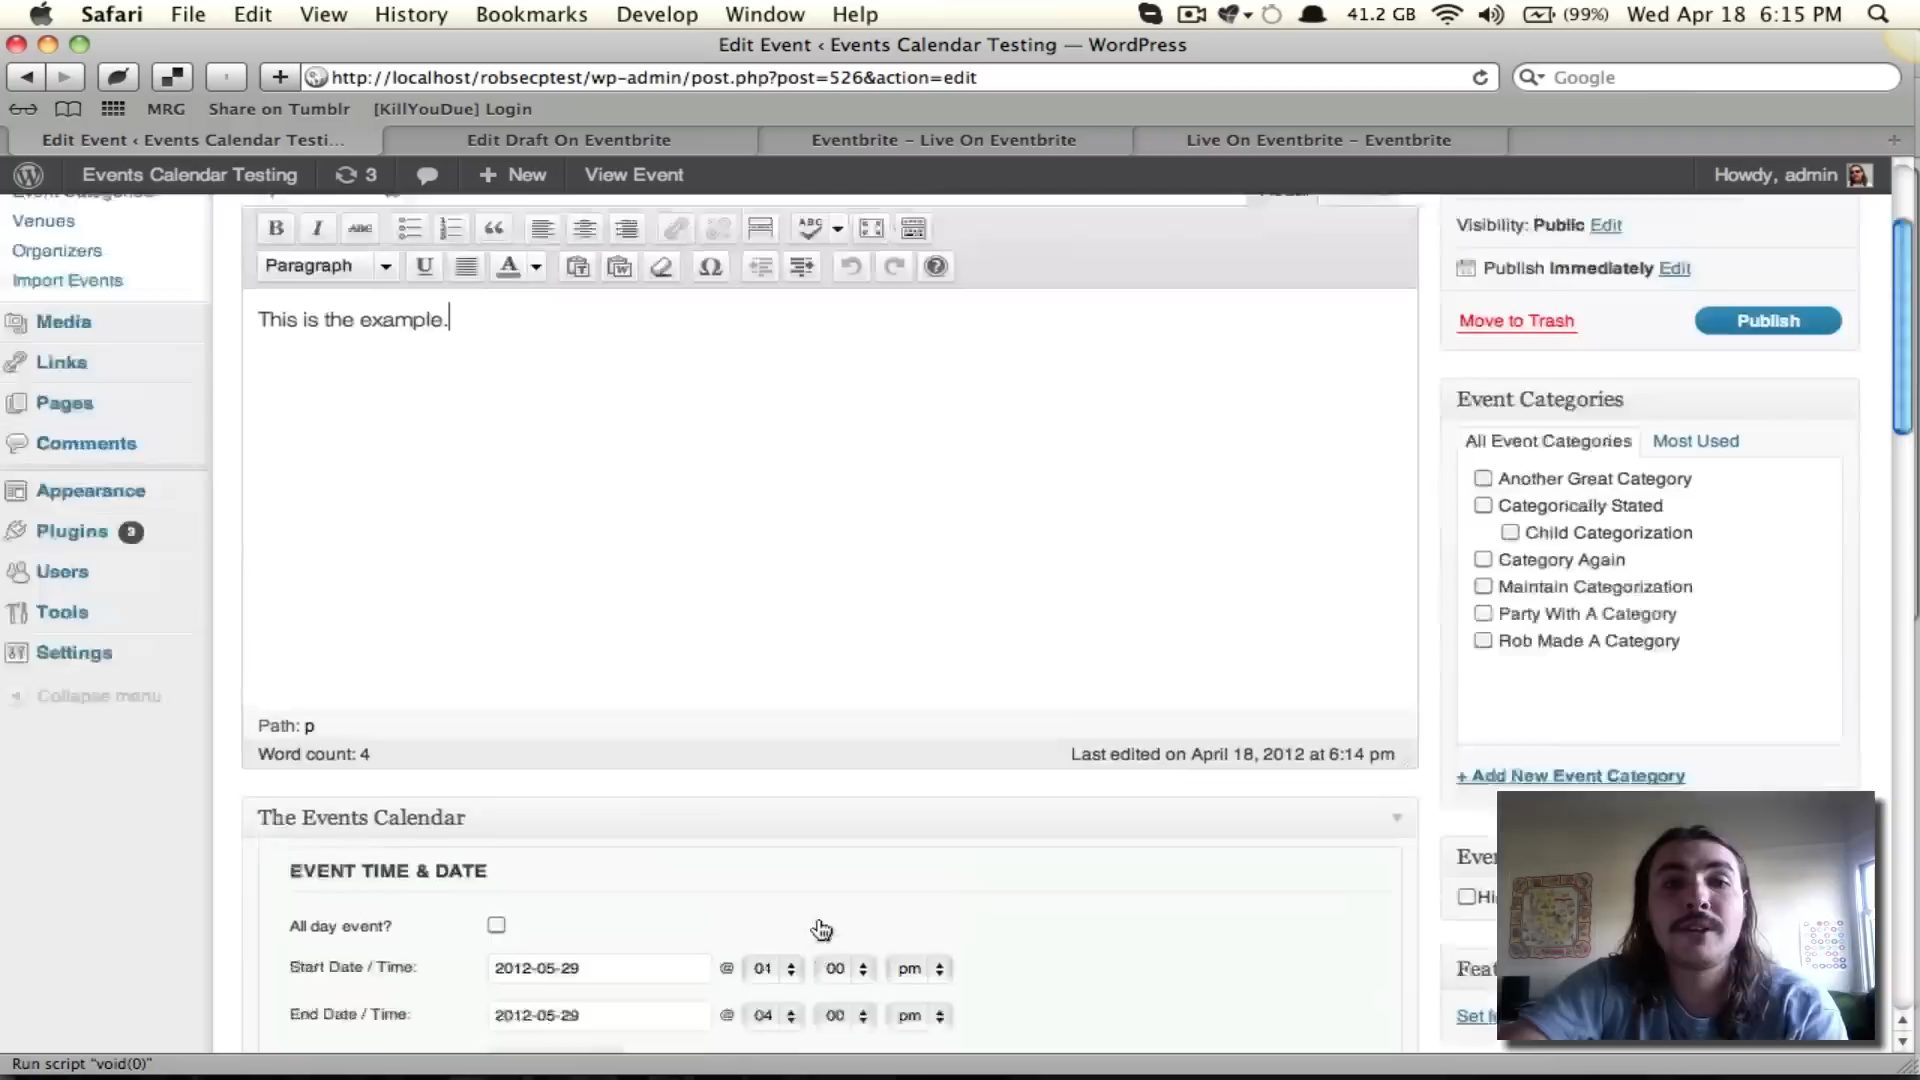 Safari File Edit View History Bookmarks Develop Window Help 41.2 GB (99%) Wed Apr 18 6:15 PM
Edit Event ‹ Events Calendar Testing — WordPress
http://localhost/robsecptest/wp-admin/post.php?post=526&action=edit Google
MRG Share on Tumblr [KillYouDue] Login
Edit Event ‹ Events Calendar Testi... Edit Draft On Eventbrite Eventbrite – Live On Eventbrite Live On Eventbrite – Eventbrite
Events Calendar Testing 3 + New View Event Howdy, admin
Venues
Organizers
Import Events
Media
Links
Pages
Comments
Appearance
Plugins 3
Users
Tools
Settings
Collapse menu
B I ABC ABC
Paragraph U A Ω
This is the example.
Path: p
Word count: 4 Last edited on April 18, 2012 at 6:14 pm
The Events Calendar
EVENT TIME & DATE
All day event?
Start Date / Time: 2012-05-29 @ 01 00 pm
End Date / Time: 2012-05-29 @ 04 00 pm
Visibility: Public Edit
Publish Immediately Edit
Move to Trash Publish
Event Categories
All Event Categories Most Used
Another Great Category
Categorically Stated
Child Categorization
Category Again
Maintain Categorization
Party With A Category
Rob Made A Category
+ Add New Event Category
Set
Run script "void(0)"